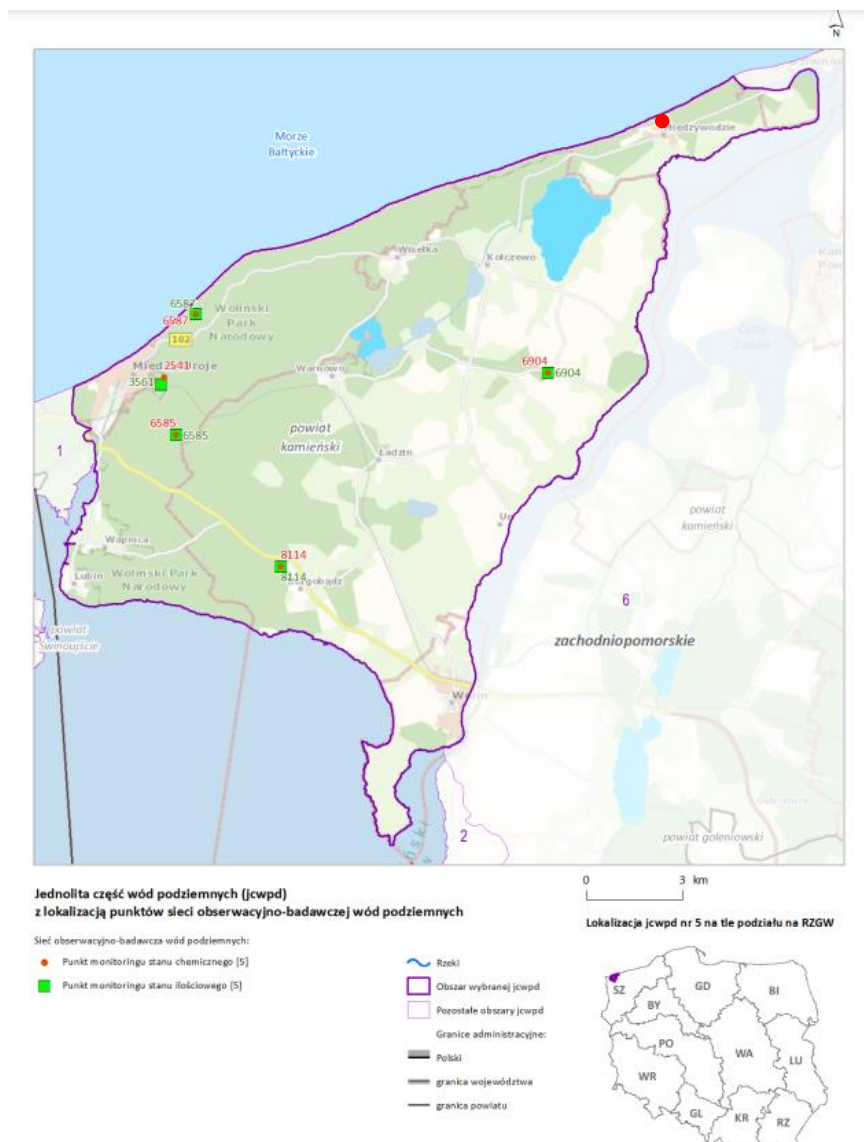 N
Morze
Bałtyckie
Międzywodzie
Wisełka
Kołczewo
6587
6587
Woliński
Park
Narodowy
102
2541
3561
Warnowo
6904
6904
6585
6585
powiat
kamieński
1
Ładzin
powiat
kamieński
Wapnica
8114
8114
Lubin
Woliński Park
Narodowy
6
powiat
Świnoujście
zachodniopomorskie
Wolin
2
powiat goleniowski
Jednolita część wód podziemnych (jcwpd)
z lokalizacją punktów sieci obserwacyjno-badawczej wód podziemnych
0 3 km
Lokalizacja jcwpd nr 5 na tle podziału na RZGW
Sieć obserwacyjno-badawcza wód podziemnych:
Punkt monitoringu stanu chemicznego [5]
Punkt monitoringu stanu ilościowego [5]
Rzeki
Obszar wybranej jcwpd
Pozostałe obszary jcwpd
Granice administracyjne:
Polski
granica województwa
granica powiatu
SZ
GD
BI
BY
PO
WA
WR
LU
GL
KR
RZ